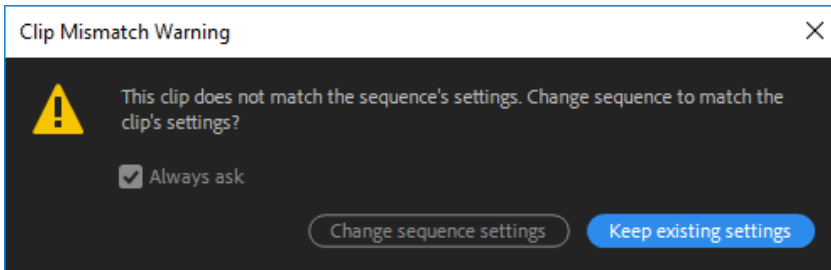 Clip Mismatch Warning
This clip does not match the sequence's settings. Change sequence to match the
clip's settings?
Always ask
Change sequence settings
Keep existing settings